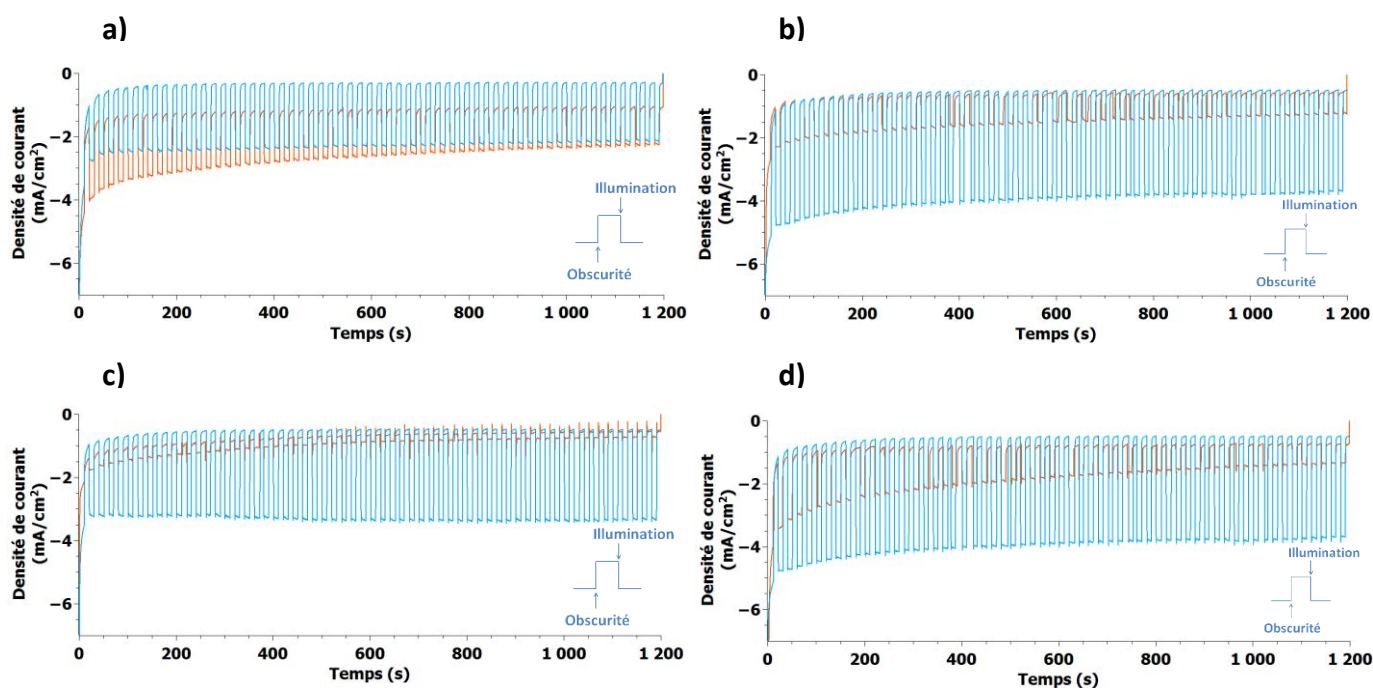 a)
0
−2
−4
−6
Densité de courant
(mA/cm²)
Illumination
Obscurité
0 200 400 600 800 1 000 1 200
Temps (s)
b)
0
−2
−4
−6
Densité de courant
(mA/cm²)
Illumination
Obscurité
0 200 400 600 800 1 000 1 200
Temps (s)
c)
0
−2
−4
−6
Densité de courant
(mA/cm²)
Illumination
Obscurité
0 200 400 600 800 1 000 1 200
Temps (s)
d)
0
−2
−4
−6
Densité de courant
(mA/cm²)
Illumination
Obscurité
0 200 400 600 800 1 000 1 200
Temps (s)